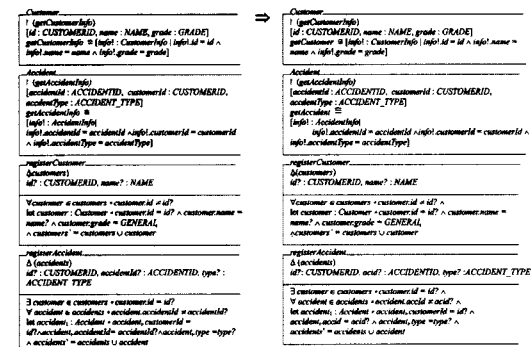 Customer
↾ (getCustomerInfo)
[id : CUSTOMERID, name : NAME, grade : GRADE]
getCustomerInfo ≙ [info! : CustomerInfo | info!.id = id ∧
info!.name = name ∧ info!.grade = grade]
Accident
↾ (getAccidentInfo)
[accidentId : ACCIDENTID, customerId : CUSTOMERID,
accidentType : ACCIDENT_TYPE]
getAccidentInfo ≙
[info! : AccidentInfo
info!.accidentId = accidentId ∧ info!.customerId = customerId
∧ info!.accidentType = accidentType]
registerCustomer
Δ(customers)
id? : CUSTOMERID, name? : NAME
∀customer ∈ customers • customer.id ≠ id?
let customer : Customer • customer.id = id? ∧ customer.name =
name? ∧ customer.grade = GENERAL
∧ customers' = customers ∪ customer
registerAccident
Δ (accidents)
id? : CUSTOMERID, accidentId? : ACCIDENTID, type? :
ACCIDENT TYPE
∃ customer ∈ customers • customer.id = id?
∀ accident ∈ accidents • accident.accidentId ≠ accidentId?
let accident; : Accident • accident, customerId =
id?∧accident,accidentId= accidentId?∧accident,type =type?
∧ accidents' = accidents ∪ accident
⇒
Customer
↾ (getCustomerInfo)
[id : CUSTOMERID, name : NAME, grade : GRADE]
getCustomer ≙ [info! : CustomerInfo | info!.id = id ∧ info!.name =
name ∧ info!.grade = grade]
Accident
↾ (getAccidentInfo)
[accidentId : ACCIDENTID, customerId : CUSTOMERID,
accidentType : ACCIDENT_TYPE]
getAccident ≙
[info! : AccidentInfo
info!.accidentId = accidentId ∧info!.customerId = customerId ∧
info!.accidentType = accidentType]
registerCustomer
Δ(customers)
id? : CUSTOMERID, name? : NAME
∀customer ∈ customers • customer.id ≠ id? ∧
let customer : Customer • customer.id = id? ∧ customer.name =
name? ∧ customer.grade = GENERAL
∧customers' = customers ∪ customer
registerAccident
Δ (accidents)
id? : CUSTOMERID, acid? : ACCIDENTID, type? :ACCIDENT_TYPE
∃ customer ∈ customers • customer.id = id? ∧
∀ accident ∈ accidents • accident.accId ≠ acid? ∧
let accident; : Accident • accident,customerId = id? ∧
accident,accid = acid? ∧ accident,type =type? ∧
accidents' = accidents ∪ accident